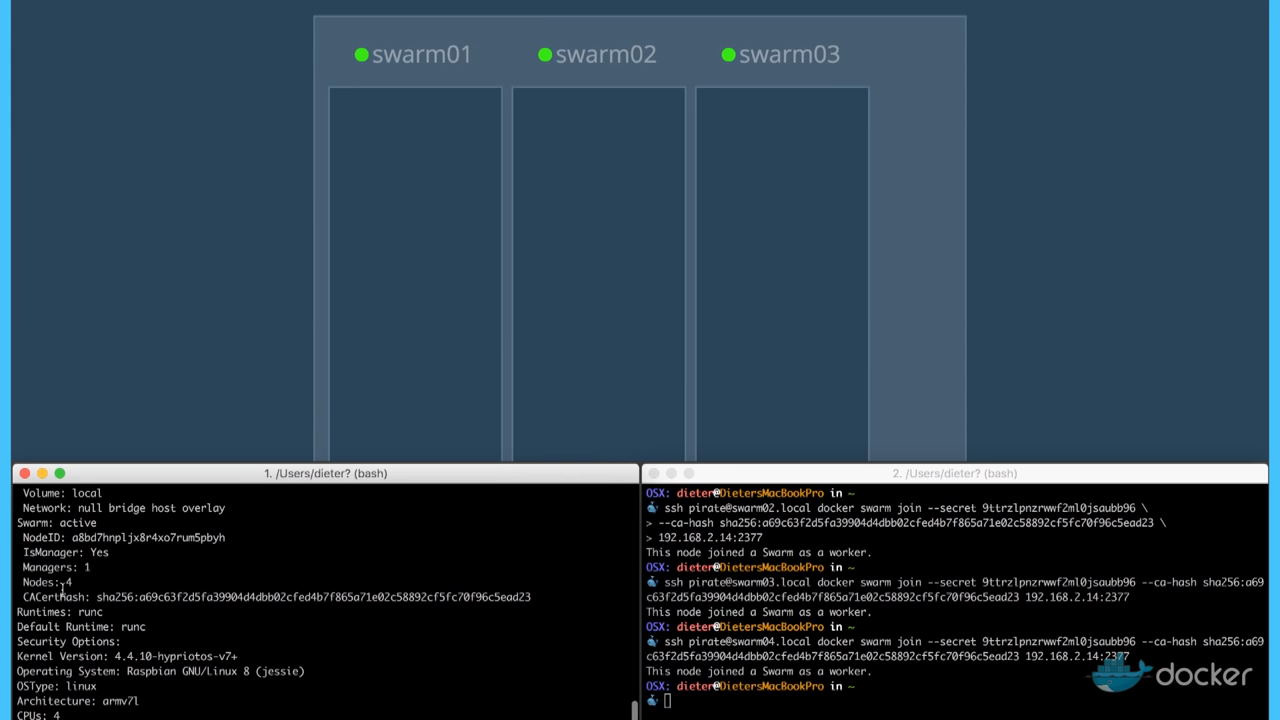 swarm01 swarm02 swarm03
1. /Users/dieter? (bash)
Volume: local
Network: null bridge host overlay
Swarm: active
NodeID: a8bd7hnpljx8r4xo7rum5pbyh
IsManager: Yes
Managers: 1
Nodes: 4
CACertHash: sha256:a69c63f2d5fa39904d4dbb02cfed4b7f865a71e02c58892cf5fc70f96c5ead23
Runtimes: runc
Default Runtime: runc
Security Options:
Kernel Version: 4.4.10-hypriotos-v7+
Operating System: Raspbian GNU/Linux 8 (jessie)
OSType: linux
Architecture: armv7l
CPUs: 4
2. /Users/dieter? (bash)
OSX: dieter@DietersMacBookPro in ~
ssh pirate@swarm02.local docker swarm join --secret 9ttrzlpnzrwwf2ml0jsaubb96 \
> --ca-hash sha256:a69c63f2d5fa39904d4dbb02cfed4b7f865a71e02c58892cf5fc70f96c5ead23 \
> 192.168.2.14:2377
This node joined a Swarm as a worker.
OSX: dieter@DietersMacBookPro in ~
ssh pirate@swarm03.local docker swarm join --secret 9ttrzlpnzrwwf2ml0jsaubb96 --ca-hash sha256:a69
c63f2d5fa39904d4dbb02cfed4b7f865a71e02c58892cf5fc70f96c5ead23 192.168.2.14:2377
This node joined a Swarm as a worker.
OSX: dieter@DietersMacBookPro in ~
ssh pirate@swarm04.local docker swarm join --secret 9ttrzlpnzrwwf2ml0jsaubb96 --ca-hash sha256:a69
c63f2d5fa39904d4dbb02cfed4b7f865a71e02c58892cf5fc70f96c5ead23 192.168.2.14:2377
This node joined a Swarm as a worker.
OSX: dieter@DietersMacBookPro in ~
docker